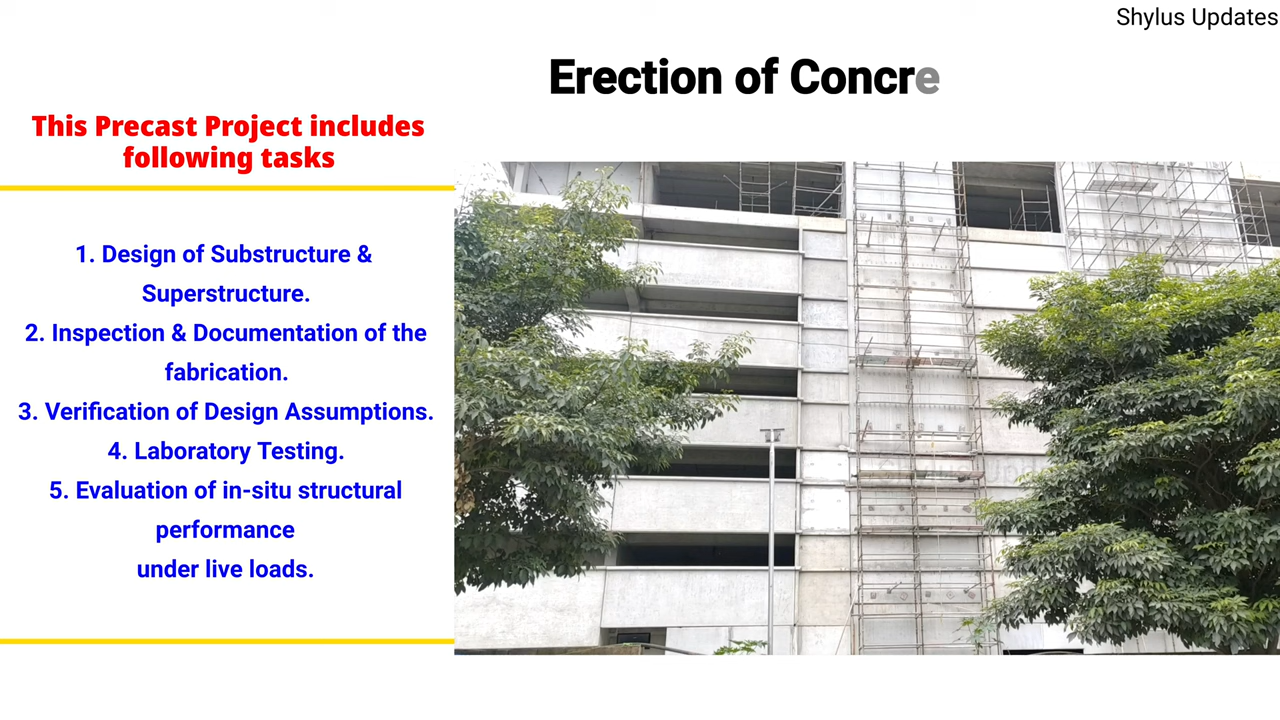 Shylus Updates
Erection of Concre
This Precast Project includes
following tasks
1. Design of Substructure &
Superstructure.
2. Inspection & Documentation of the
fabrication.
3. Verification of Design Assumptions.
4. Laboratory Testing.
5. Evaluation of in-situ structural
performance
under live loads.